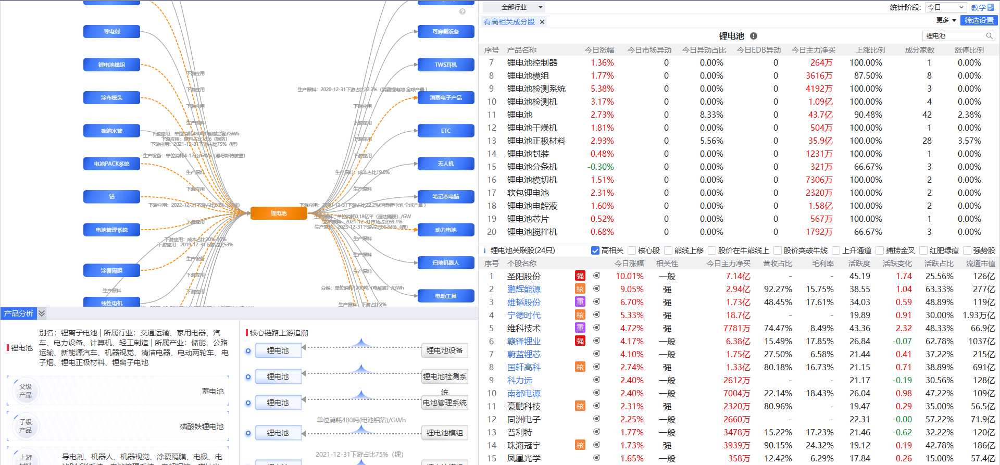 导电剂
锂电池模组
涂布模头
碳纳米管
电池PACK系统
钴
电池管理系统
涂覆隔膜
线性电机
锂电池
可穿戴设备
TWS耳机
消费电子产品
ETC
无人机
笔记本电脑
动力电池
扫地机器人
电动工具
下游应用
下游应用
下游应用
生产原料
下游应用：单位消耗480吨(电池铝箔)/GWh
下游应用：2021-12-31下游占比75%（锂）
生产原料
下游应用
下游应用
下游应用：成本占比20%-30%
下游应用：2019-12-31下游占比53%
生产设备
下游应用
下游应用
生产原料
生产原料：2020-12-31下游占比22.2%（消费锂电池 全球产量 ）
下游应用
下游应用
下游应用
下游应用
生产原料：成本占比19.6%
生产原料
生产原料
生产原料
生产原料
生产原料
分类：单位消耗1200吨（电解液）/GWh
生产原料：下游占比2%
产品分析
锂电池
别名：锂离子电池 | 所属行业：交通运输、家用电器、汽
车、电力设备、计算机、轻工制造 | 所属产业：储能、公路
运输、新能源汽车、机器视觉、清洁电器、电动两轮车、电
子烟、锂电正极材料、锂离子电池
父级
产品
蓄电池
子级
产品
磷酸铁锂电池
上游
导电剂、机器人、机器视觉、涂覆隔膜、电极、电
核心链路上游追溯
锂电池 锂电池设备
锂电池 锂电池检测系
统
锂电池 电池管理系统
单位消耗480吨(电池铝箔)/GWh
锂电池 锂电池模组
2021-12-31下游占比75%（锂）
全部行业 统计阶段: 今日 教学
有高相关成分股 × 更多 筛选设置
锂电池 锂电池
序号 产品名称 今日涨幅 今日市场异动 今日异动占比 今日EDB异动 今日主力净买 上涨比例 成分家数 涨停比例
7 锂电池控制器 1.36% 0 0.00% 0 264万 100.00% 1 0.00%
8 锂电池模组 1.77% 0 0.00% 0 3616万 87.50% 8 0.00%
9 锂电池检测系统 5.38% 0 0.00% 0 4192万 100.00% 3 0.00%
10 锂电池检测机 3.17% 0 0.00% 0 1.09亿 100.00% 4 0.00%
11 锂电池 2.73% 0 8.33% 0 43.7亿 90.48% 42 2.38%
12 锂电池干燥机 1.81% 0 0.00% 0 504万 100.00% 1 0.00%
13 锂电池正极材料 2.93% 0 5.56% 0 35.9亿 100.00% 28 3.57%
14 锂电池封装 0.48% 0 0.00% 0 1231万 100.00% 1 0.00%
15 锂电池分条机 -0.30% 0 0.00% 0 321万 66.67% 3 0.00%
16 锂电池模切机 1.51% 0 0.00% 0 7306万 100.00% 2 0.00%
17 软包锂电池 2.31% 0 0.00% 0 2320万 100.00% 2 0.00%
18 锂电池电解液 1.60% 0 0.00% 0 1.58亿 100.00% 2 0.00%
19 锂电池芯片 0.52% 0 0.00% 0 567万 100.00% 1 0.00%
20 锂电池搅拌机 0.68% 0 0.00% 0 1792万 66.67% 3 0.00%
锂电池关联股(24只) 高相关 核心股 能线上移 股价在牛能线上 股价突破牛线 上升通道 捕捞金叉 红肥绿瘦 强势股
序号 个股名称 今日涨幅 相关性 今日主力净买 营收占比 毛利率 活跃度 活跃变化 活跃占比 流通市值
1 圣阳股份 强 10.01% 一般 7.14亿 - - 45.19 1.74 25.56% 126亿
2 鹏辉能源 核 9.05% 强 2.94亿 92.27% 15.75% 38.55 1.04 63.33% 277亿
3 雄韬股份 重 6.70% 强 1.73亿 48.45% 17.61% 34.03 0.59 48.89% 119亿
4 宁德时代 核 5.33% 强 18.7亿 - - 19.89 0.91 30.00% 1.93万亿
5 维科技术 重 4.72% 强 7781万 74.47% 8.49% 43.36 2.32 48.33% 66.9亿
6 赣锋锂业 强 4.17% 一般 6.38亿 15.49% 17.85% 26.84 -0.07 62.78% 1037亿
7 蔚蓝锂芯 4.10% 一般 1.75亿 27.50% 6.58% 21.44 0.41 37.22% 215亿
8 国轩高科 核 2.74% 强 1.33亿 80.18% 16.73% 21.15 0.71 38.89% 691亿
9 科力远 2.40% 一般 2612万 - - 21.17 -0.19 30.56% 128亿
10 南都电源 2.40% 一般 7004万 22.14% 18.43% 26.04 0.98 47.22% 109亿
11 豪鹏科技 核 2.31% 强 2320万 80.96% - 19.47 0.29 35.00% 56.5亿
12 同洲电子 2.25% 一般 2660万 - - 22.31 -0.00 57.22% 71.9亿
13 普利特 1.77% 一般 3478万 15.22% 17.23% 21.46 -0.62 32.22% 120亿
14 珠海冠宇 核 1.73% 强 3939万 90.15% 24.32% 19.12 0.19 42.78% 186亿
15 凤凰光学 1.65% 一般 358万 12.42% 6.29% 17.84 0.26 15.00% 57.4亿